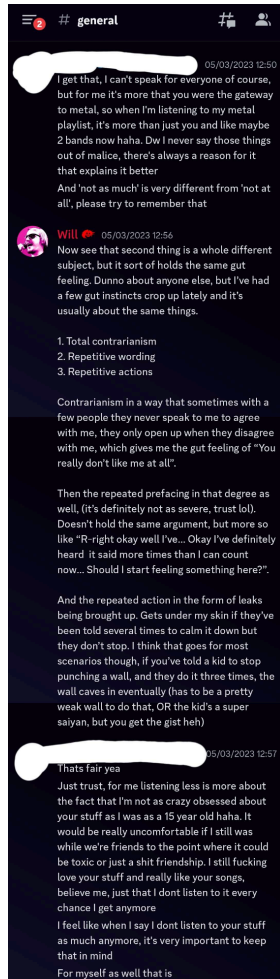 2
# general
05/03/2023 12:50
I get that, I can't speak for everyone of course,
but for me it's more that you were the gateway
to metal, so when I'm listening to my metal
playlist, it's more than just you and like maybe
2 bands now haha. Dw I never say those things
out of malice, there's always a reason for it
that explains it better
And 'not as much' is very different from 'not at
all', please try to remember that
Will 05/03/2023 12:56
Now see that second thing is a whole different
subject, but it sort of holds the same gut
feeling. Dunno about anyone else, but I've had
a few gut instincts crop up lately and it's
usually about the same things.
1. Total contrarianism
2. Repetitive wording
3. Repetitive actions
Contrarianism in a way that sometimes with a
few people they never speak to me to agree
with me, they only open up when they disagree
with me, which gives me the gut feeling of “You
really don't like me at all”.
Then the repeated prefacing in that degree as
well, (it's definitely not as severe, trust lol).
Doesn't hold the same argument, but more so
like “R-right okay well I've... Okay I've definitely
heard it said more times than I can count
now... Should I start feeling something here?”.
And the repeated action in the form of leaks
being brought up. Gets under my skin if they've
been told several times to calm it down but
they don't stop. I think that goes for most
scenarios though, if you've told a kid to stop
punching a wall, and they do it three times, the
wall caves in eventually (has to be a pretty
weak wall to do that, OR the kid's a super
saiyan, but you get the gist heh)
05/03/2023 12:57
Thats fair yea
Just trust, for me listening less is more about
the fact that I'm not as crazy obsessed about
your stuff as I was as a 15 year old haha. It
would be really uncomfortable if I still was
while we're friends to the point where it could
be toxic or just a shit friendship. I still fucking
love your stuff and really like your songs,
believe me, just that I dont listen to it every
chance I get anymore
I feel like when I say I dont listen to your stuff
as much anymore, it's very important to keep
that in mind
For myself as well that is